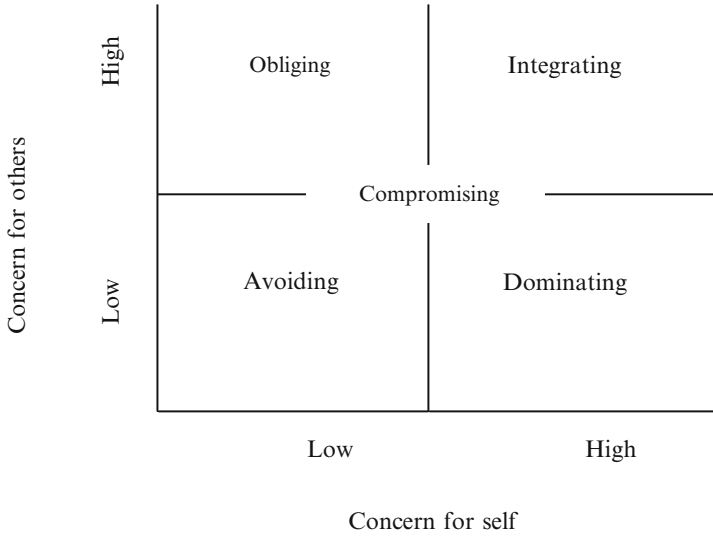 High
Obliging
Integrating
Concern for others
Compromising
Low
Avoiding
Dominating
Low
High
Concern for self